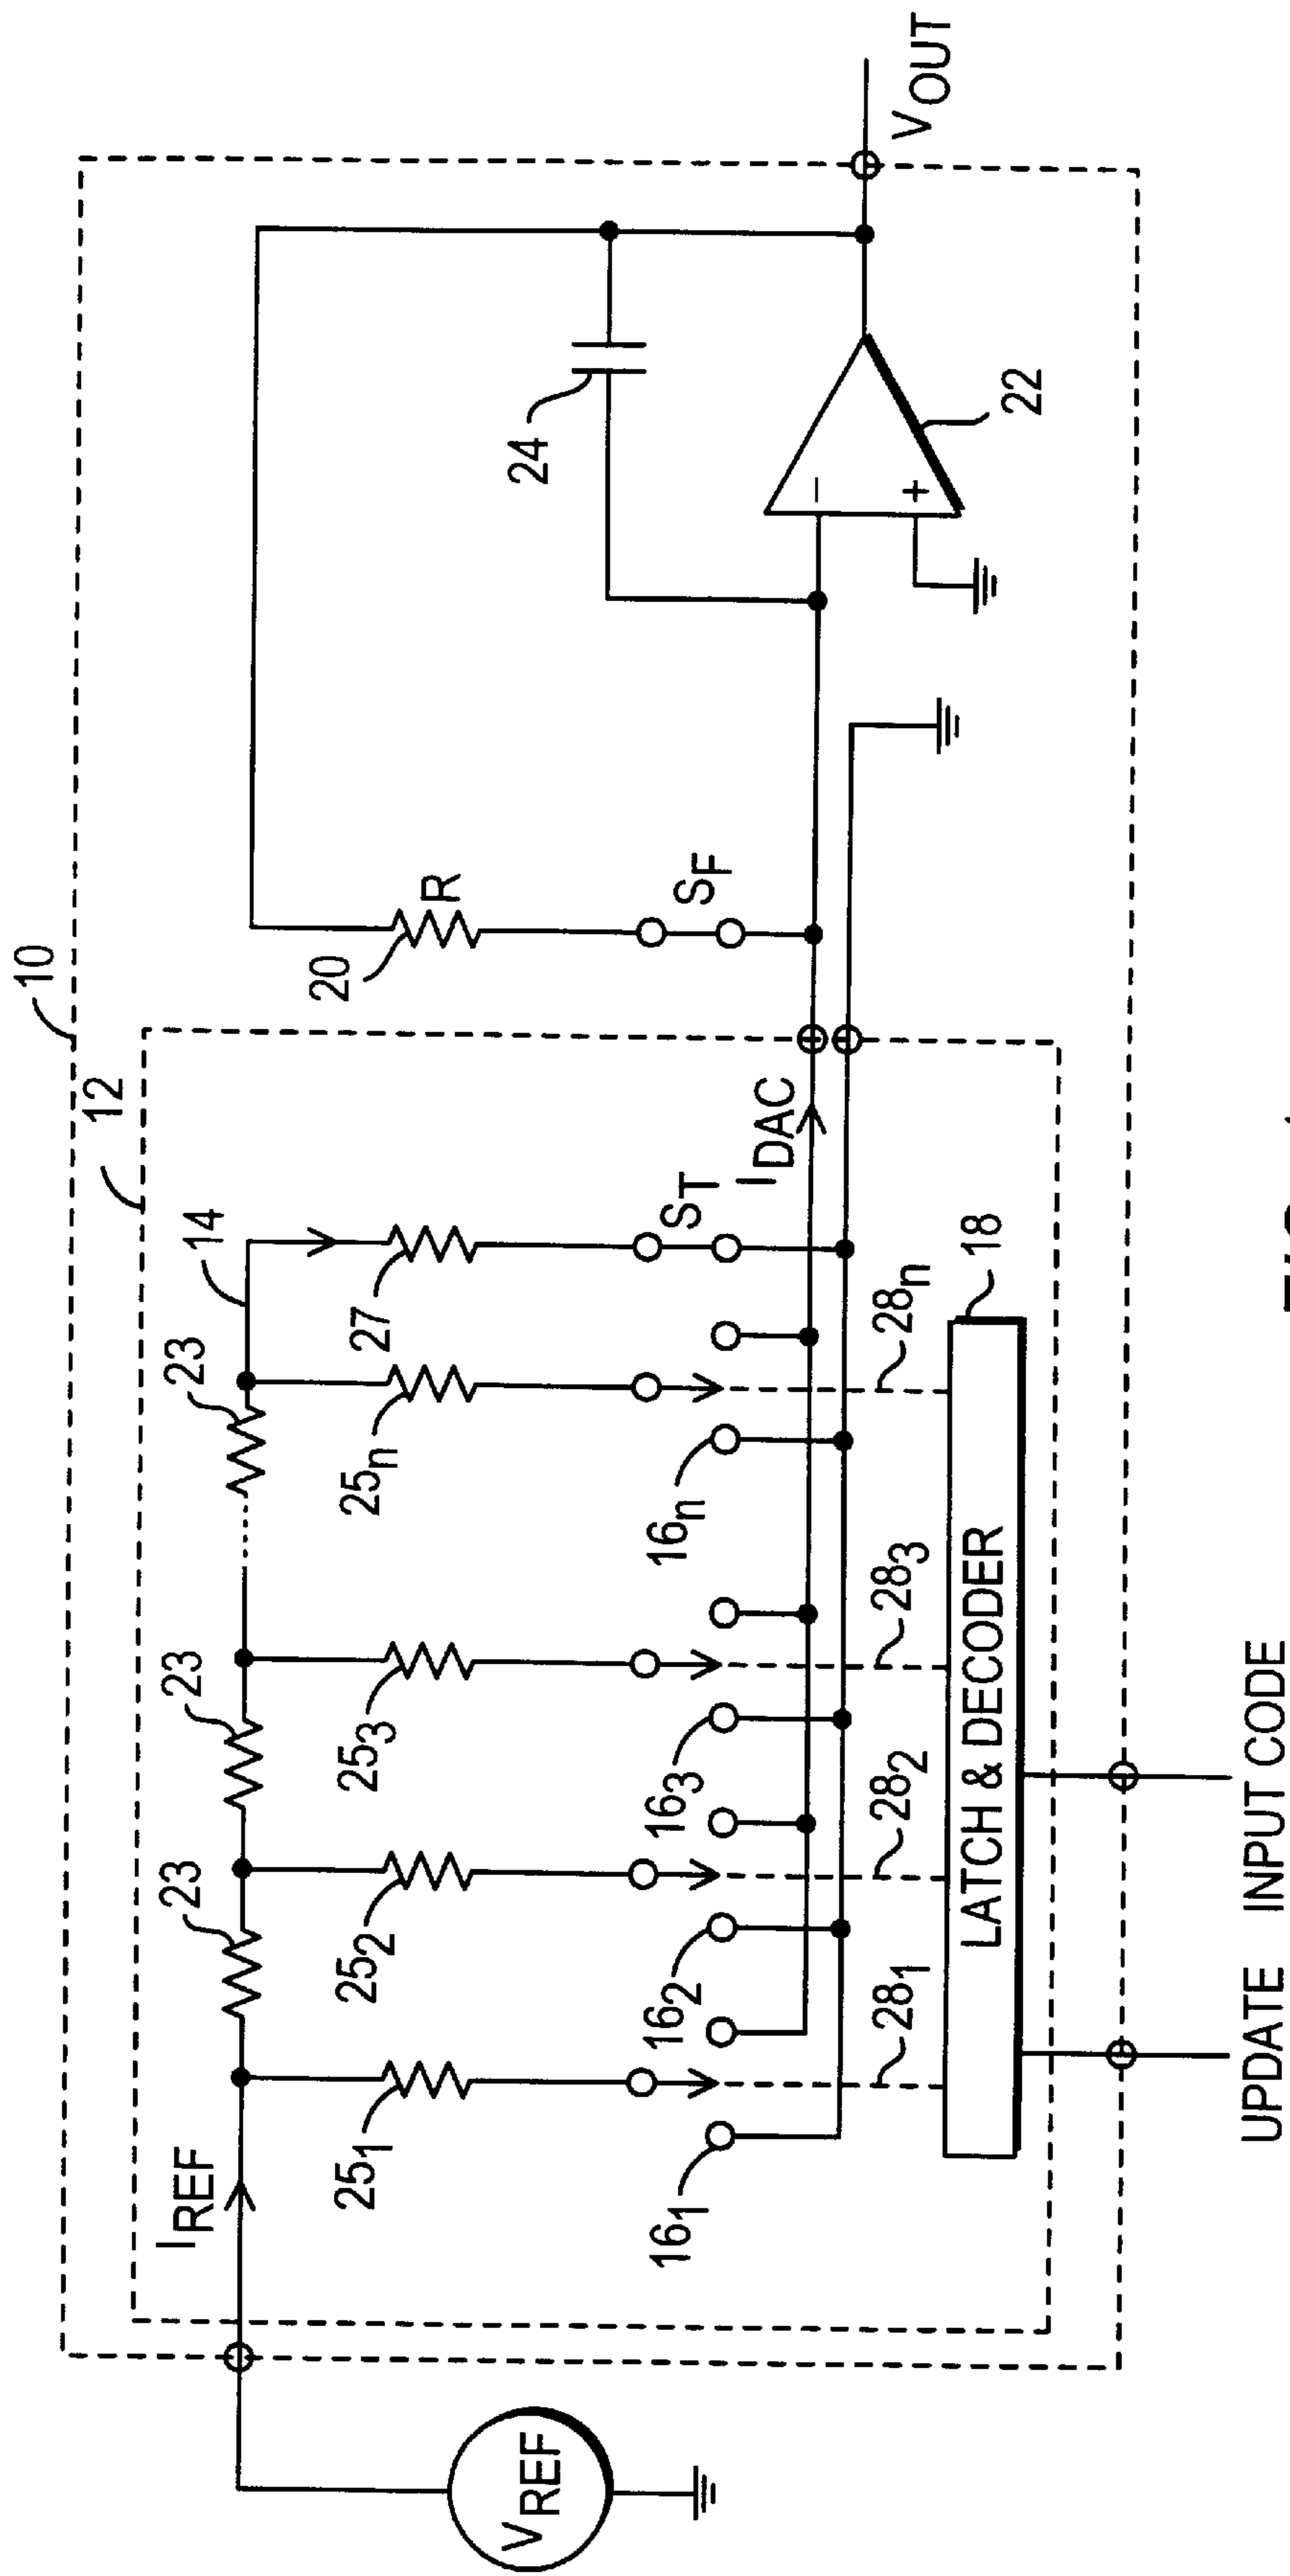 10
12
I_REF
23
23
23
14
25_1
25_2
25_3
25_n
27
20
R
24
S_T
S_F
16_1
16_2
16_3
16_n
I_DAC
−
+
22
V_OUT
V_REF
28_1
28_2
28_3
28_n
18
LATCH & DECODER
UPDATE
INPUT CODE